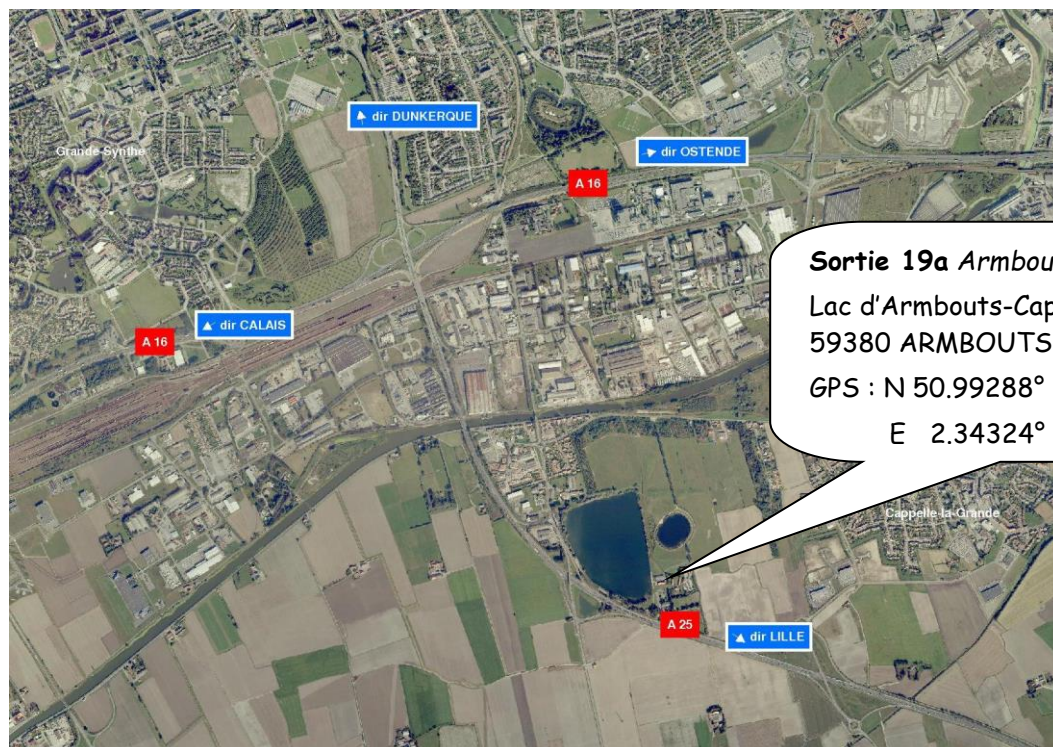 dir DUNKERQUE
Grande-Synthe
dir OSTENDE
A 16
Sortie 19a
Lac d'Armbouts-Cap
59380 ARMBOUTS
GPS : N 50.99288°
E 2.34324°
dir CALAIS
A 16
Cappelle-la-Grande
A 25
dir LILLE